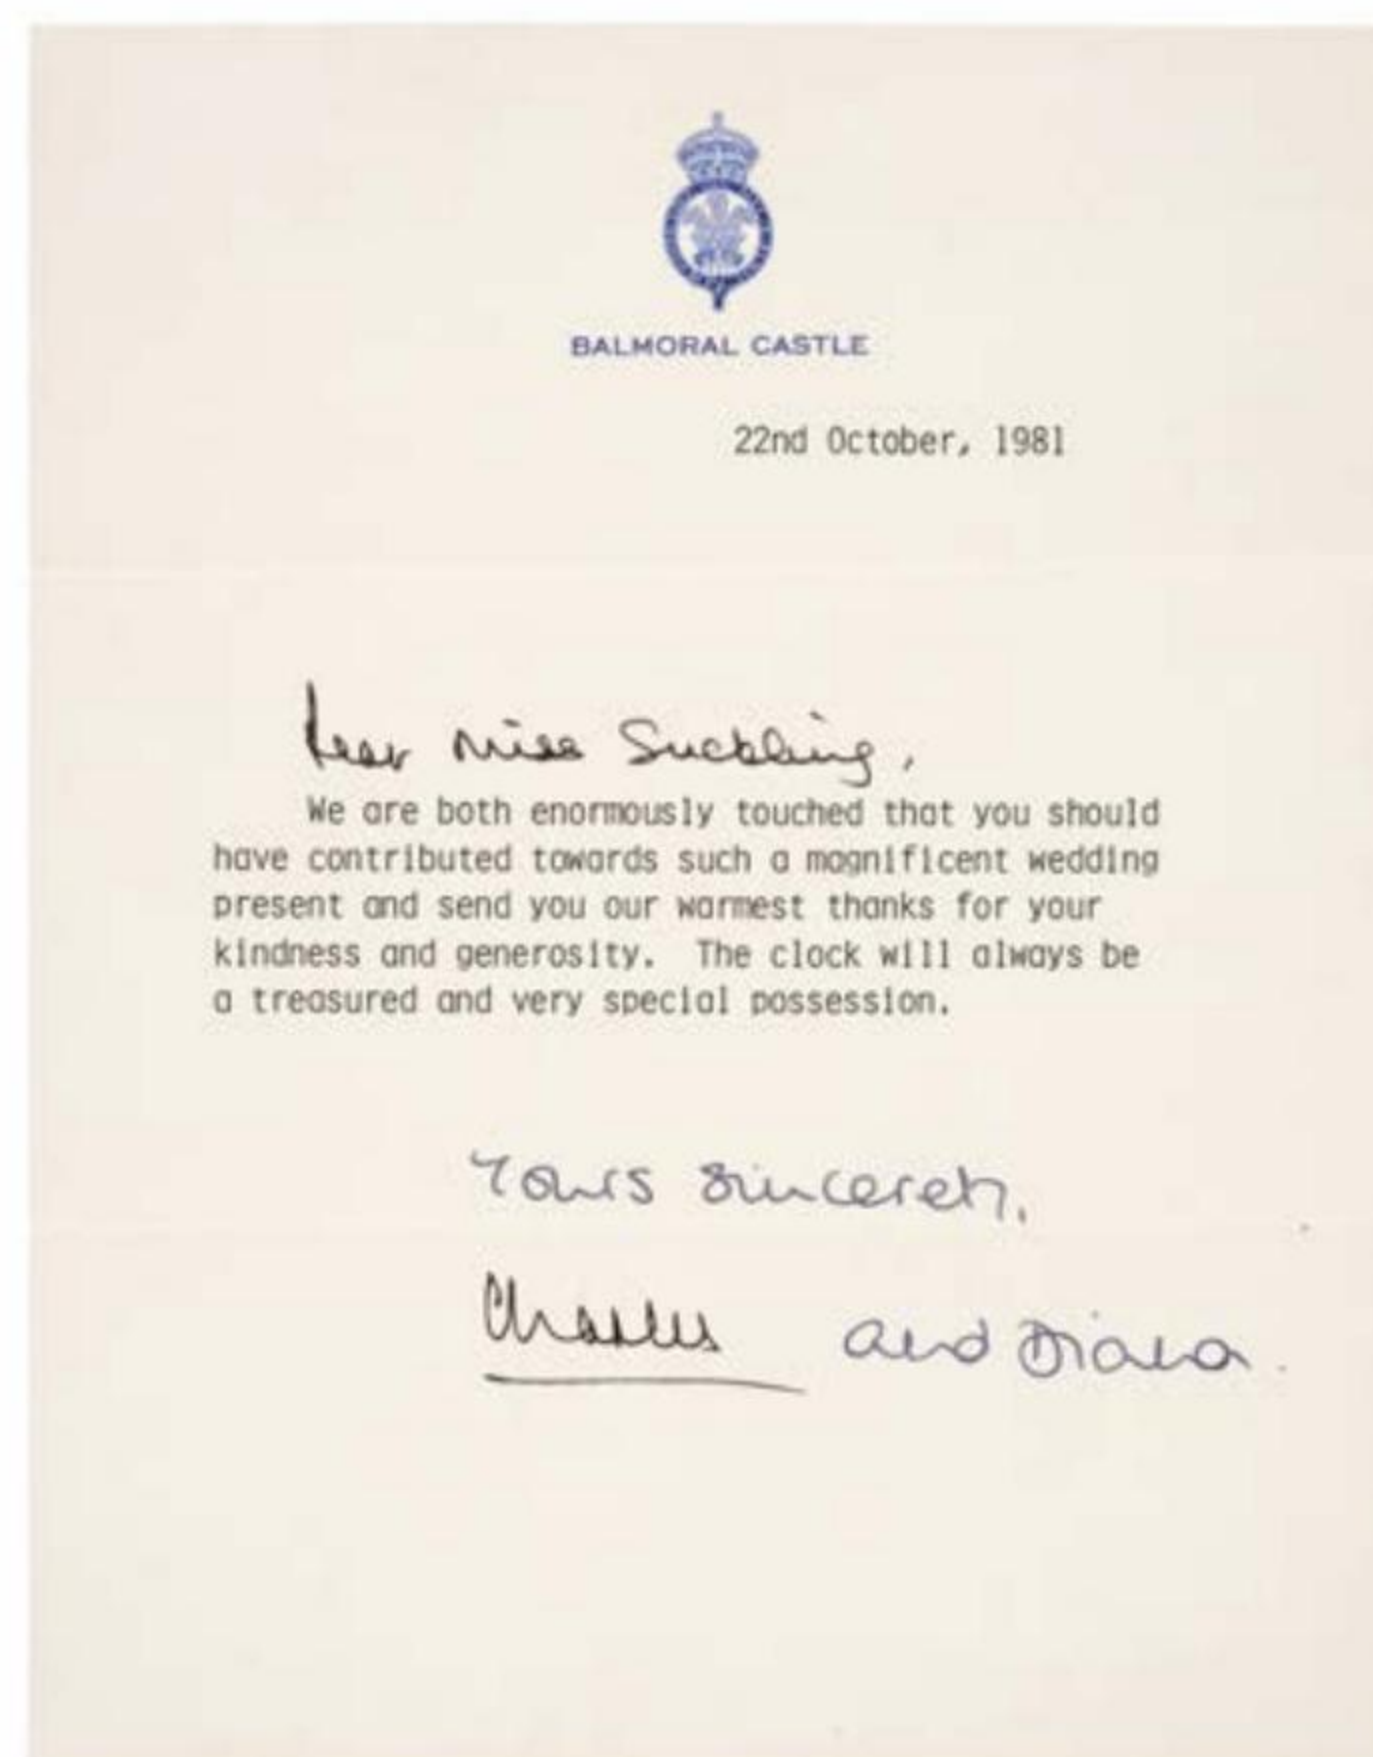 BALMORAL CASTLE
22nd October, 1981
Dear Miss Suckling,
We are both enormously touched that you should
have contributed towards such a magnificent wedding
present and send you our warmest thanks for your
kindness and generosity. The clock will always be
a treasured and very special possession.
Yours sincerely,
Charles and Diana.